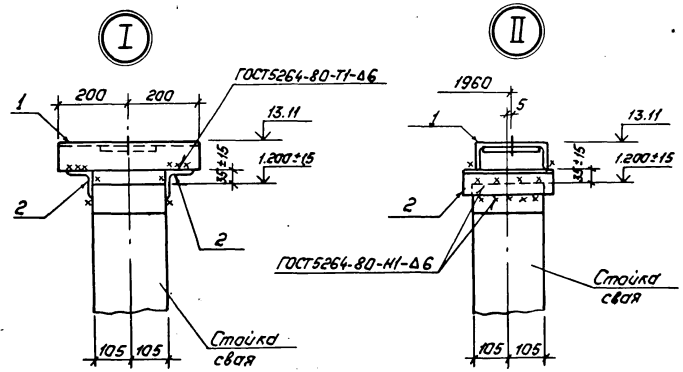 I
ГОСТ5264-80-Т1-Δ6
200 200
1
13.11
1.200±15
35±15
2
2
Стойка
свая
105 105
II
1960
5
1
13.11
1.200±15
35±15
2
ГОСТ5264-80-Н1-Δ6
Стойка
свая
105 105